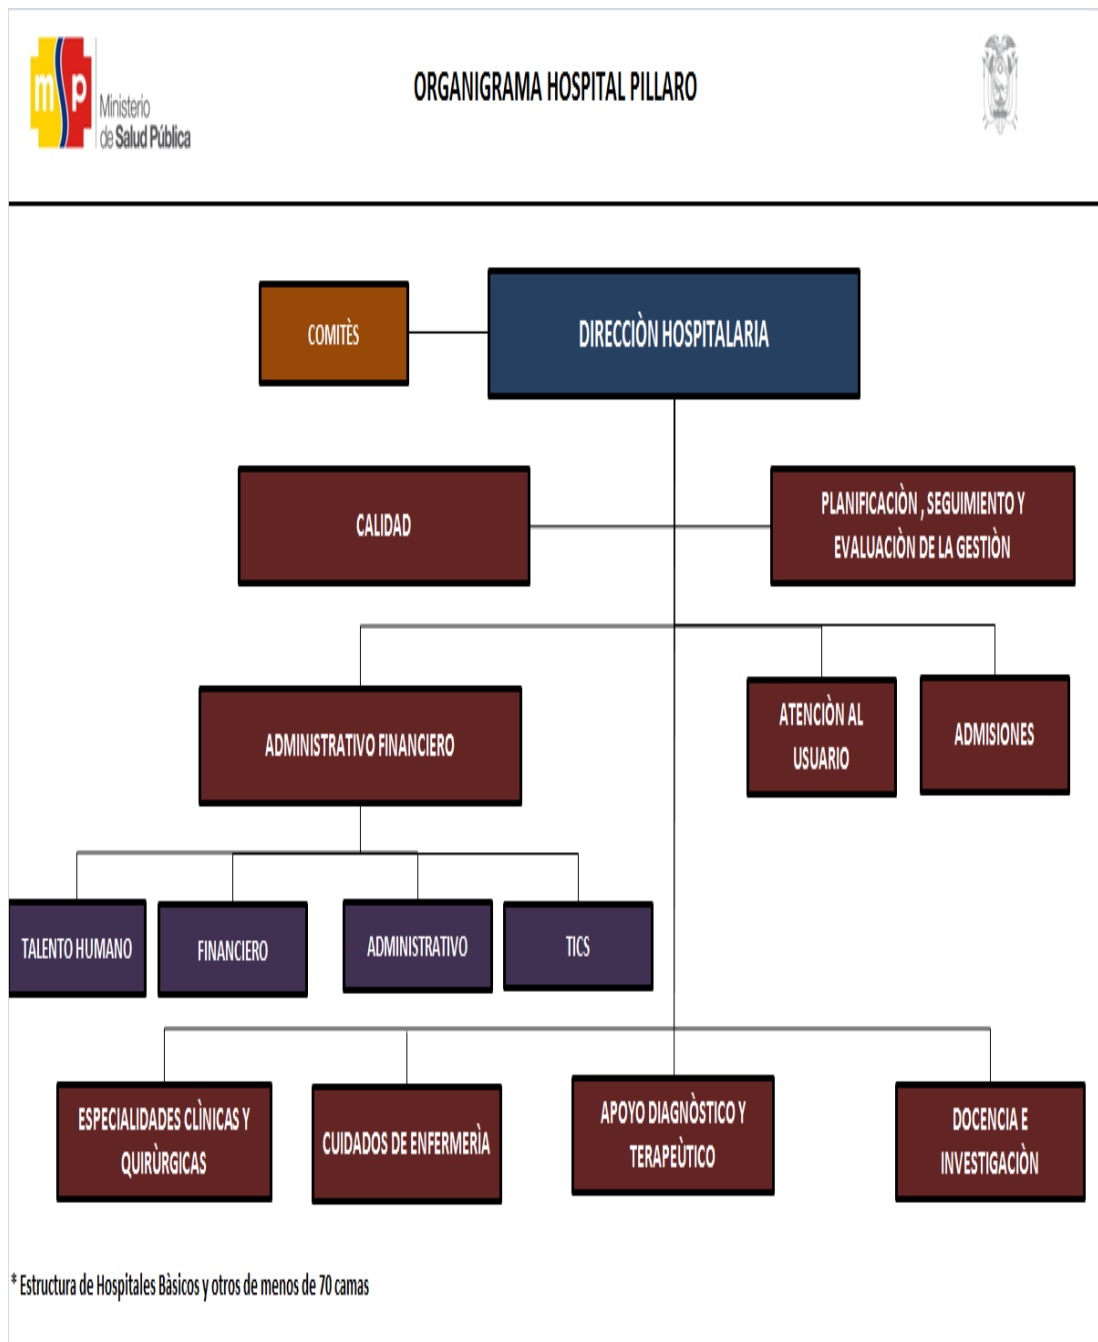 msp
Ministerio
de Salud Pública
ORGANIGRAMA HOSPITAL PILLARO
COMITÈS
DIRECCIÒN HOSPITALARIA
CALIDAD
PLANIFICACIÒN , SEGUIMIENTO Y
EVALUACIÒN DE LA GESTIÒN
ADMINISTRATIVO FINANCIERO
ATENCIÒN AL
USUARIO
ADMISIONES
TALENTO HUMANO
FINANCIERO
ADMINISTRATIVO
TICS
ESPECIALIDADES CLÌNICAS Y
QUIRÙRGICAS
CUIDADOS DE ENFERMERÌA
APOYO DIAGNÒSTICO Y
TERAPEÙTICO
DOCENCIA E
INVESTIGACIÒN
* Estructura de Hospitales Bàsicos y otros de menos de 70 camas